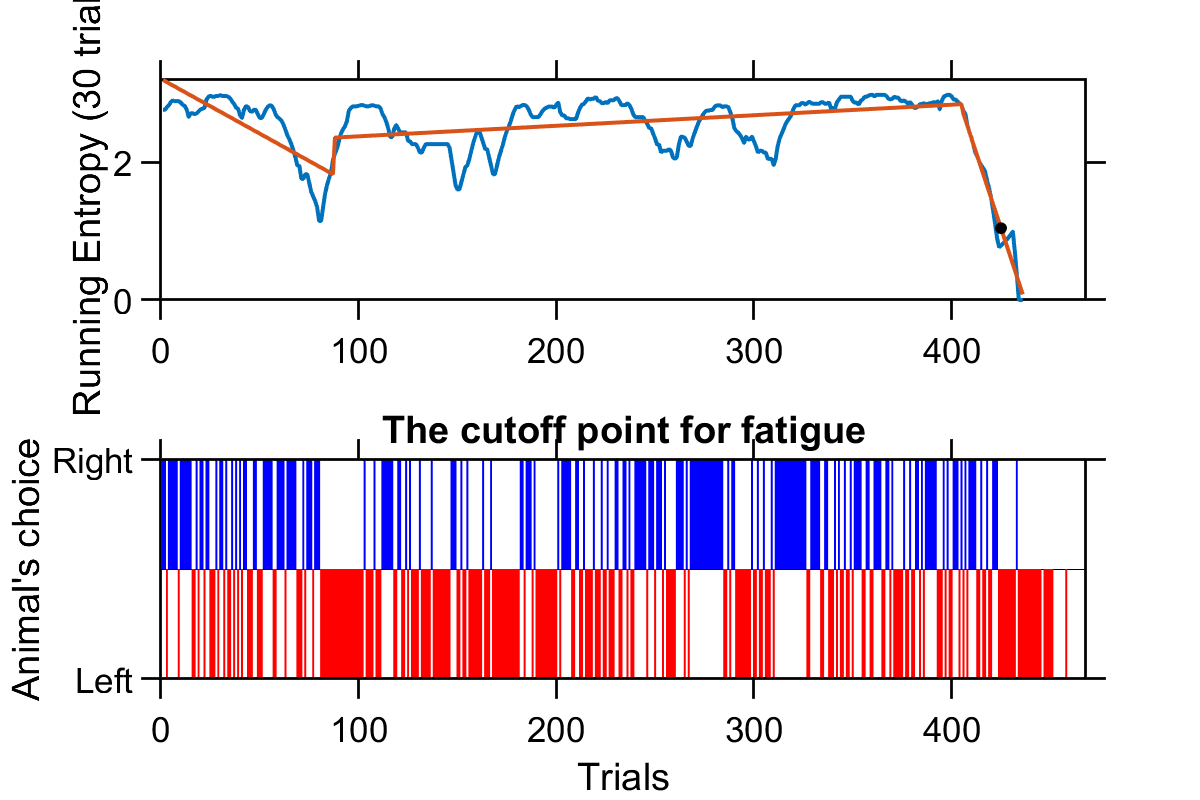 Running Entropy (30 trial
2
0
0 100 200 300 400
The cutoff point for fatigue
Animal's choice
Right
Left
0 100 200 300 400
Trials